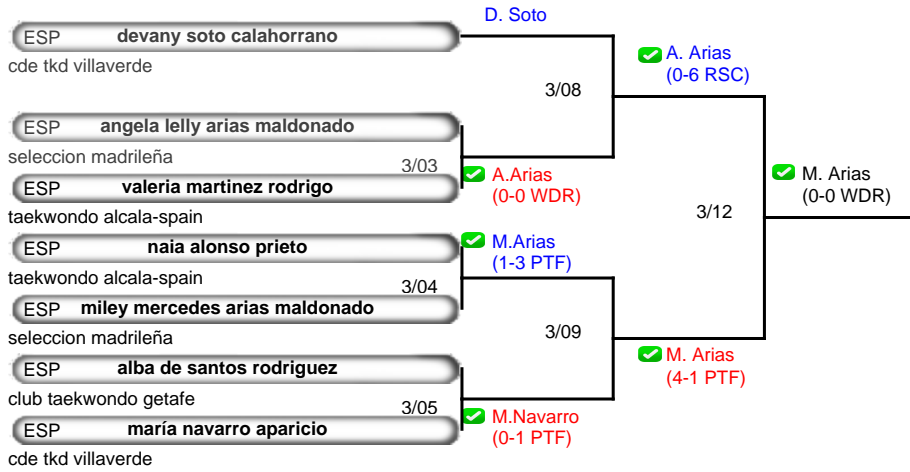 D. Soto
ESP devany soto calahorrano
cde tkd villaverde
A. Arias
(0-6 RSC)
3/08
ESP angela lelly arias maldonado
seleccion madrileña
3/03
A.Arias
(0-0 WDR)
ESP valeria martinez rodrigo
taekwondo alcala-spain
M. Arias
(0-0 WDR)
3/12
ESP naia alonso prieto
taekwondo alcala-spain
M.Arias
(1-3 PTF)
3/04
ESP miley mercedes arias maldonado
seleccion madrileña
3/09
M. Arias
(4-1 PTF)
ESP alba de santos rodriguez
club taekwondo getafe
3/05
M.Navarro
(0-1 PTF)
ESP maría navarro aparicio
cde tkd villaverde